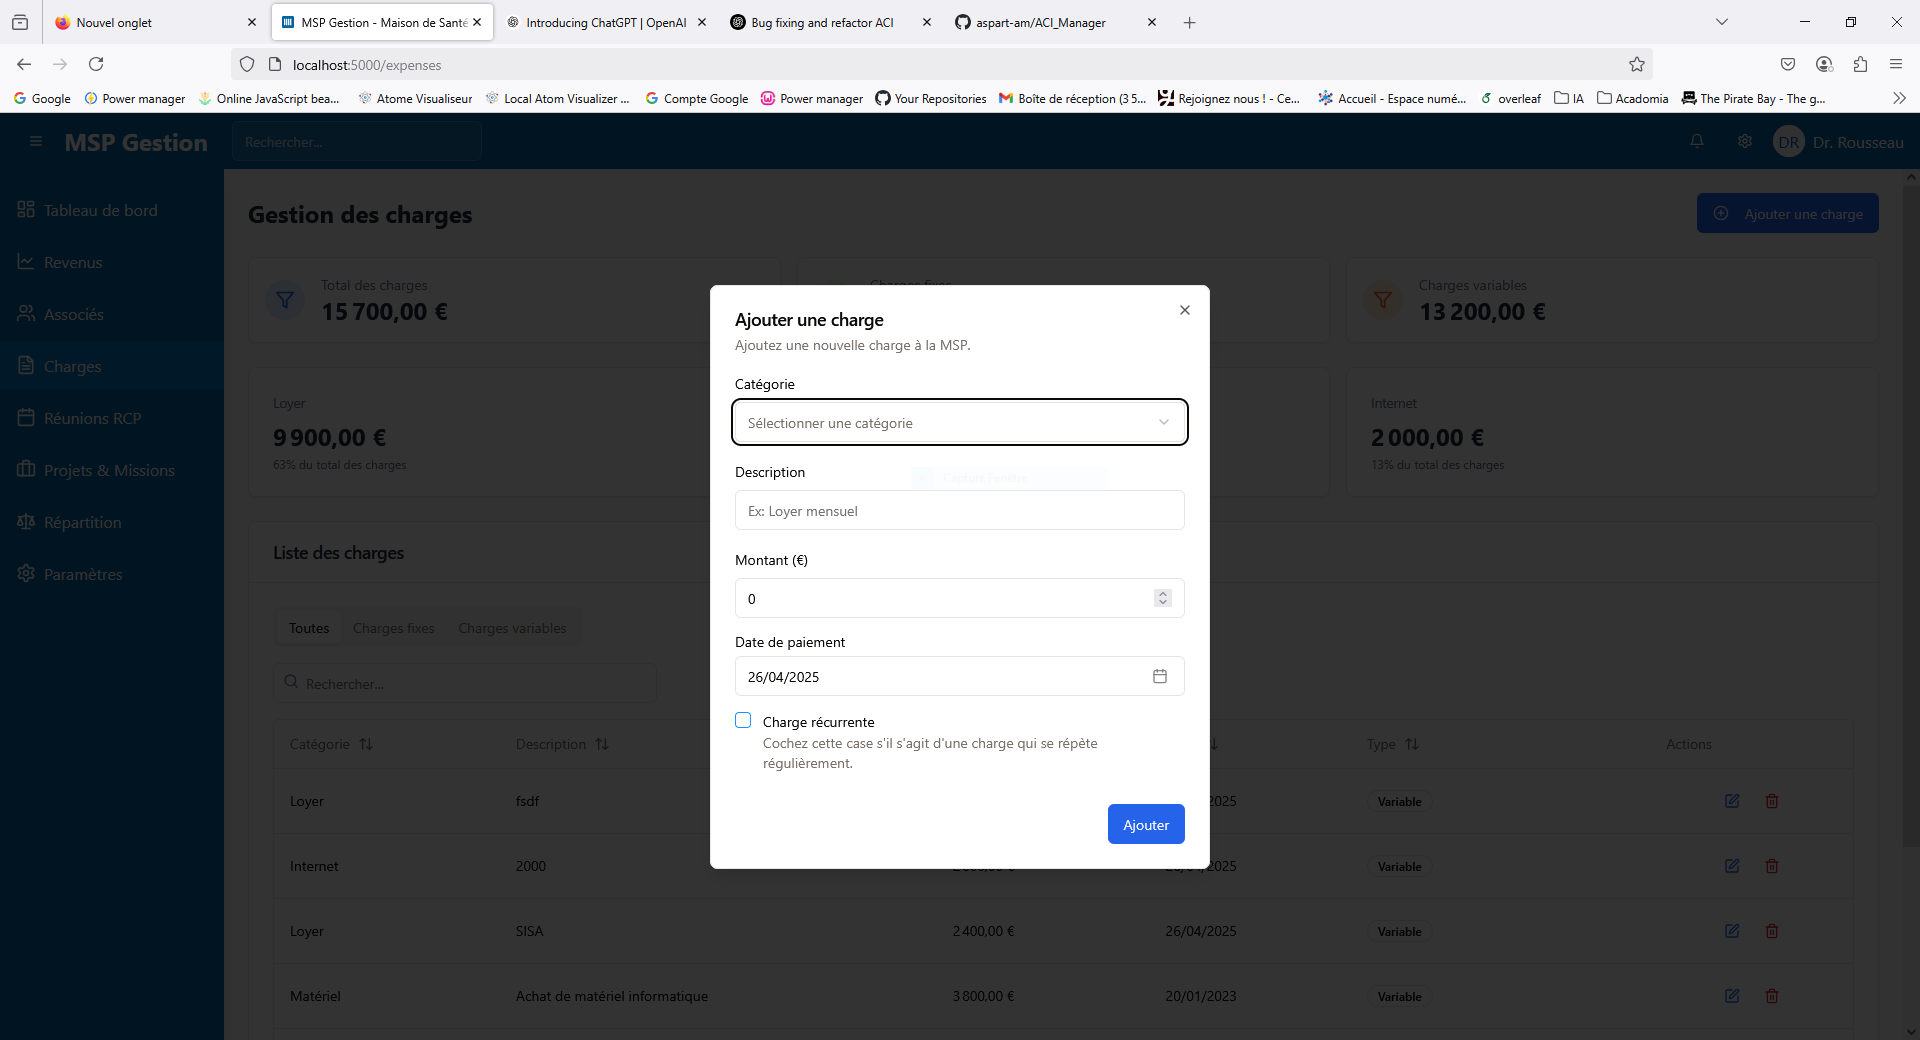 Nouvel onglet
MSP Gestion - Maison de Santé
Introducing ChatGPT | OpenAI
Bug fixing and refactor ACI
aspart-am/ACI_Manager
localhost:5000/expenses
Google
Power manager
Online JavaScript bea...
Atome Visualiseur
Local Atom Visualizer ...
Compte Google
Power manager
Your Repositories
Boîte de réception (3 5...
Rejoignez nous ! - Ce...
Accueil - Espace numé...
overleaf
IA
Acadomia
The Pirate Bay - The g...
MSP Gestion
Rechercher...
DR
Dr. Rousseau
Tableau de bord
Revenus
Associés
Charges
Réunions RCP
Projets & Missions
Répartition
Paramètres
Gestion des charges
Ajouter une charge
Total des charges
15 700,00 €
Charges fixes
Charges variables
13 200,00 €
Loyer
9 900,00 €
63% du total des charges
Internet
2 000,00 €
13% du total des charges
Liste des charges
Toutes
Charges fixes
Charges variables
Rechercher...
Catégorie
Description
Type
Actions
Loyer
fsdf
2025
Variable
Internet
2000
2 000,00 €
2025
Variable
Loyer
SISA
2 400,00 €
26/04/2025
Variable
Matériel
Achat de matériel informatique
3 800,00 €
20/01/2023
Variable
Ajouter une charge
Ajoutez une nouvelle charge à la MSP.
Catégorie
Sélectionner une catégorie
Description
Ex: Loyer mensuel
Montant (€)
0
Date de paiement
26/04/2025
Charge récurrente
Cochez cette case s'il s'agit d'une charge qui se répète
régulièrement.
Ajouter